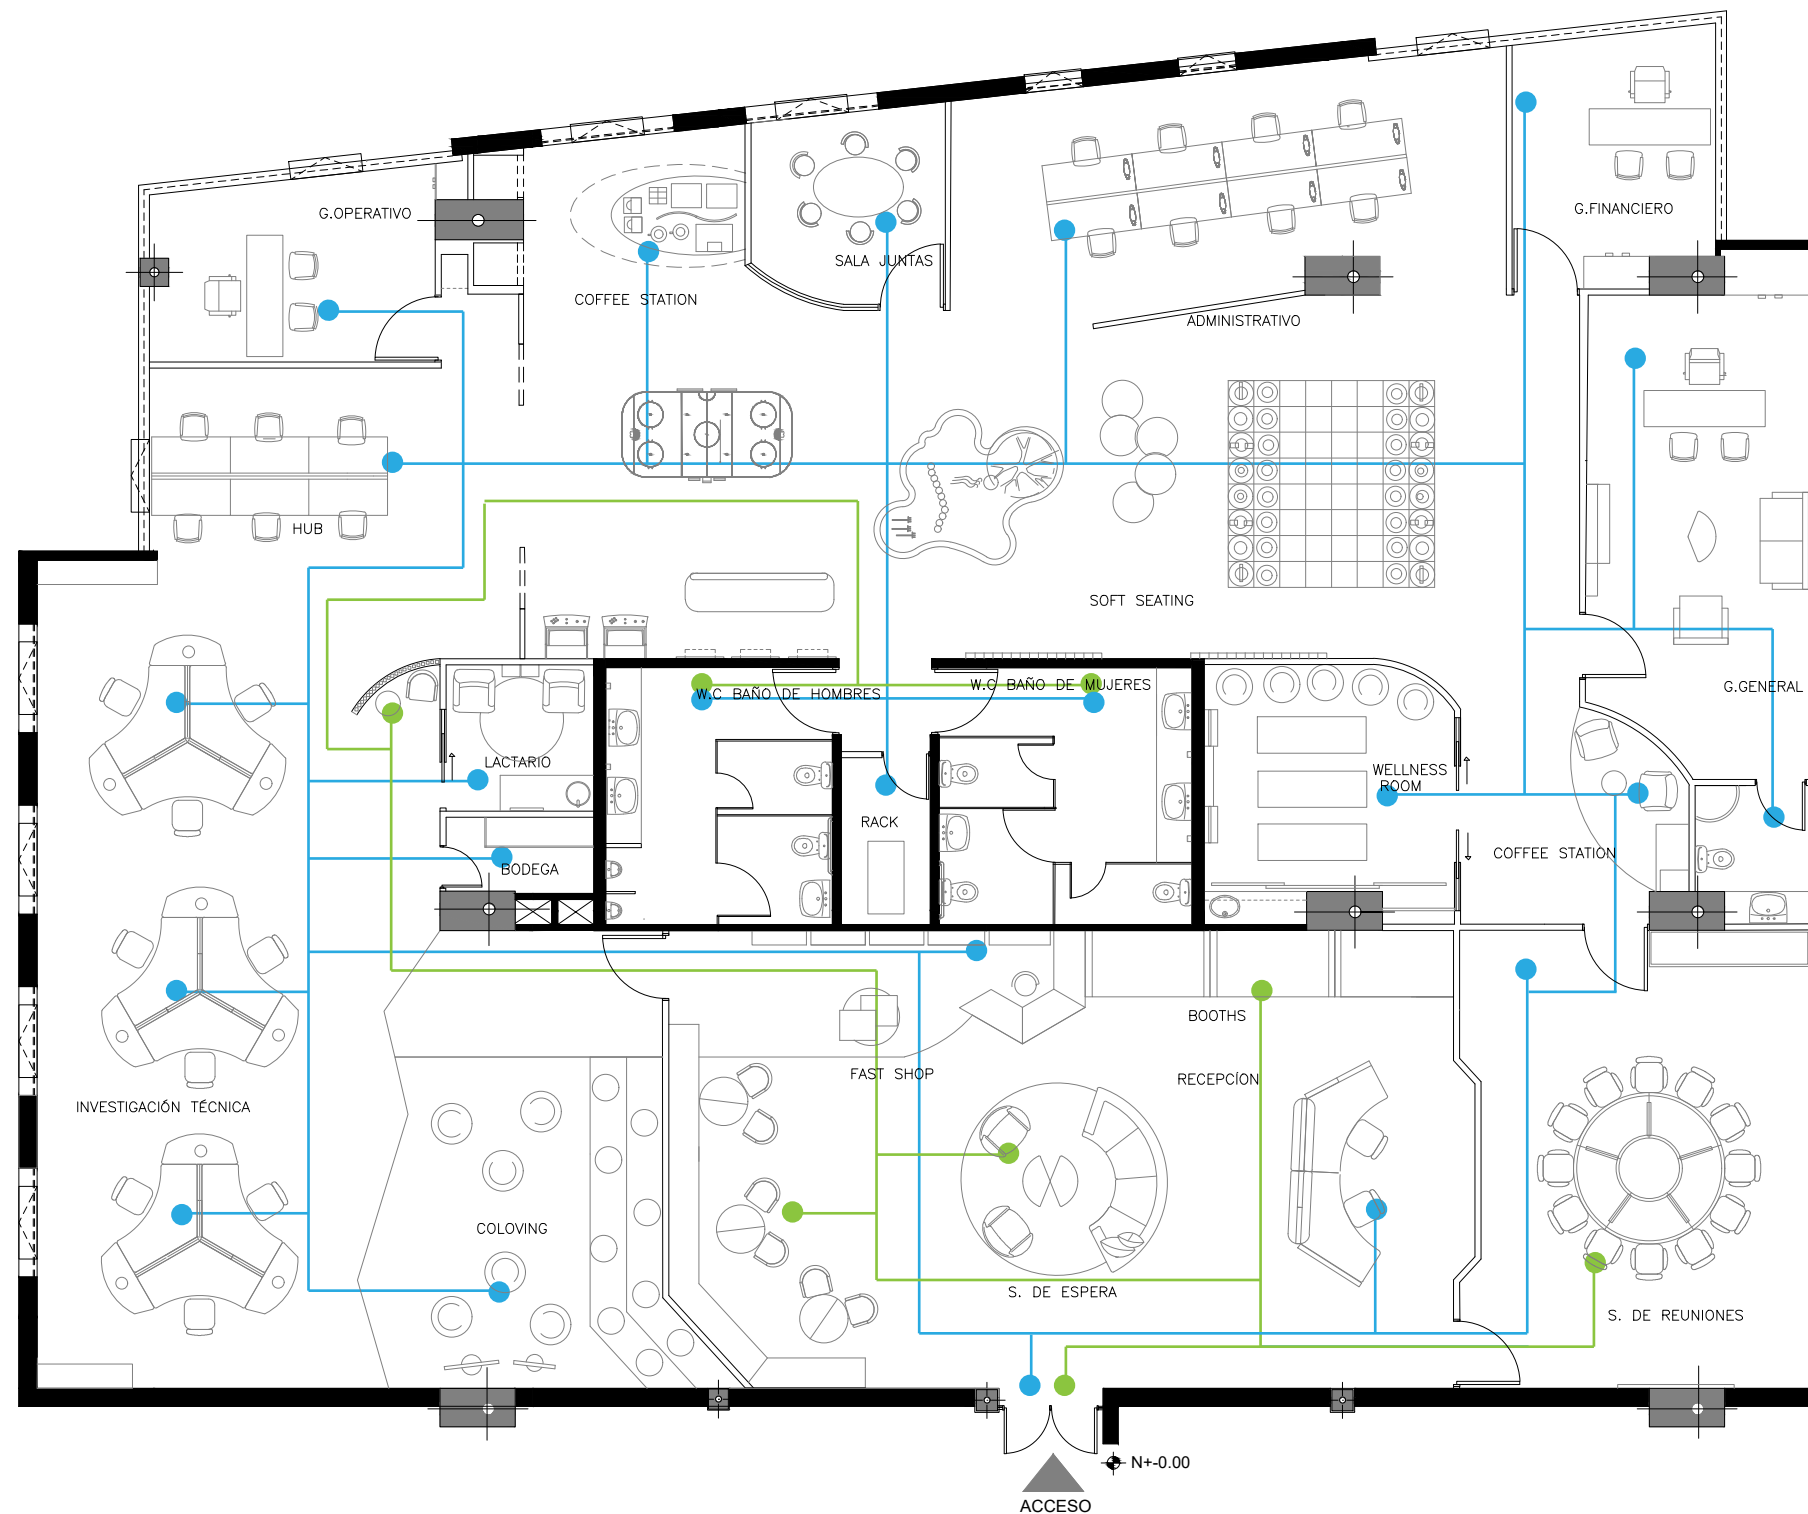 G.OPERATIVO
G.FINANCIERO
SALA JUNTAS
COFFEE STATION
ADMINISTRATIVO
HUB
SOFT SEATING
W.C BAÑO DE HOMBRES
W.C BAÑO DE MUJERES
G.GENERAL
LACTARIO
WELLNESS
ROOM
RACK
COFFEE STATION
BODEGA
BOOTHS
FAST SHOP
RECEPCÍON
INVESTIGACIÓN TÉCNICA
COLOVING
S. DE ESPERA
S. DE REUNIONES
N+-0.00
ACCESO